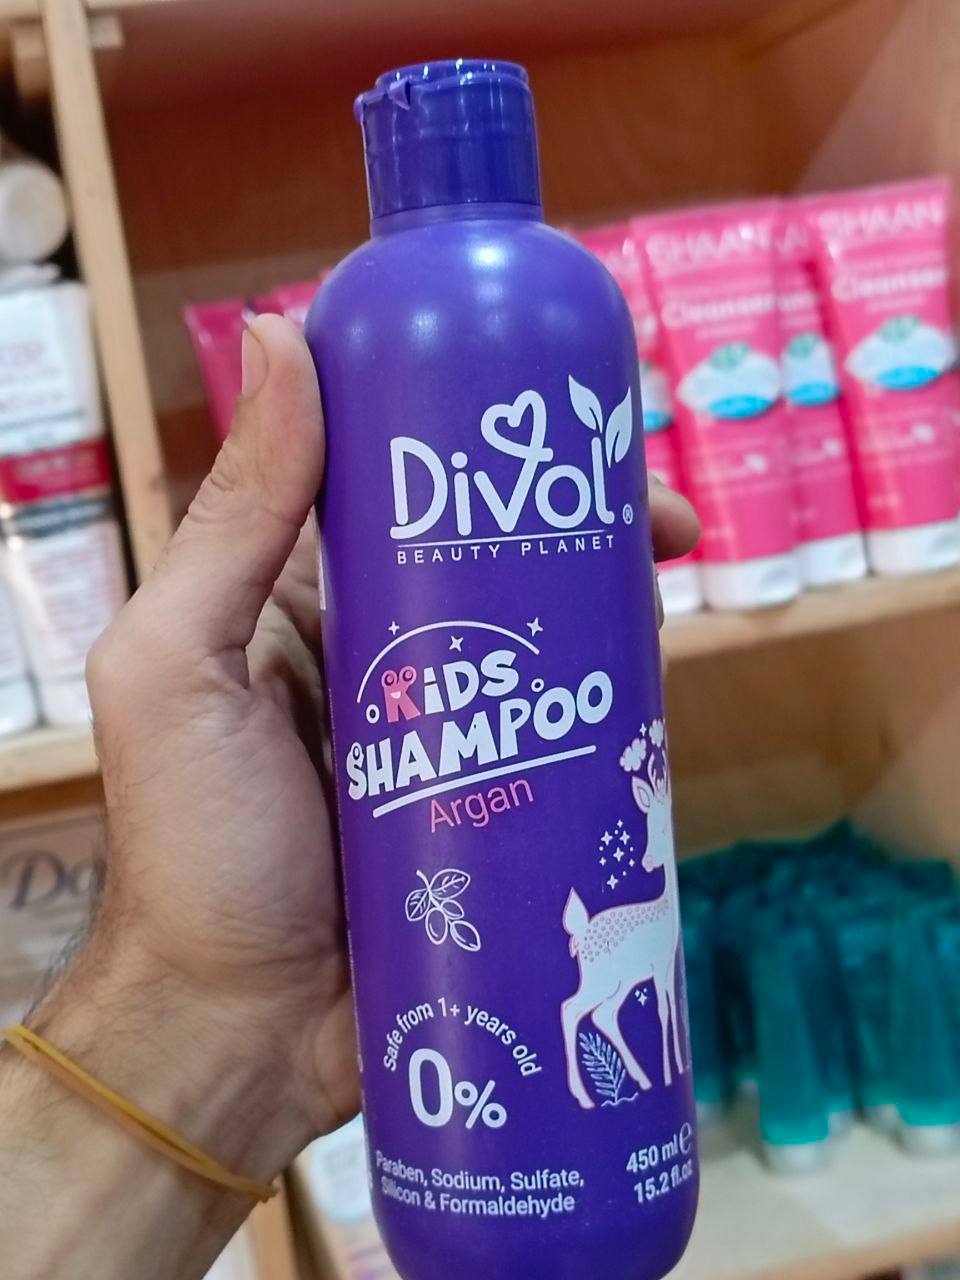 Divol
®
BEAUTY PLANET
KiDS
SHAMPOO
Argan
Safe from 1+ years old
0%
Paraben, Sodium, Sulfate,
Silicon & Formaldehyde
450 ml ℮
15.2 fl.oz
SHAAN
Cleanser
SHAAN
Cleanser